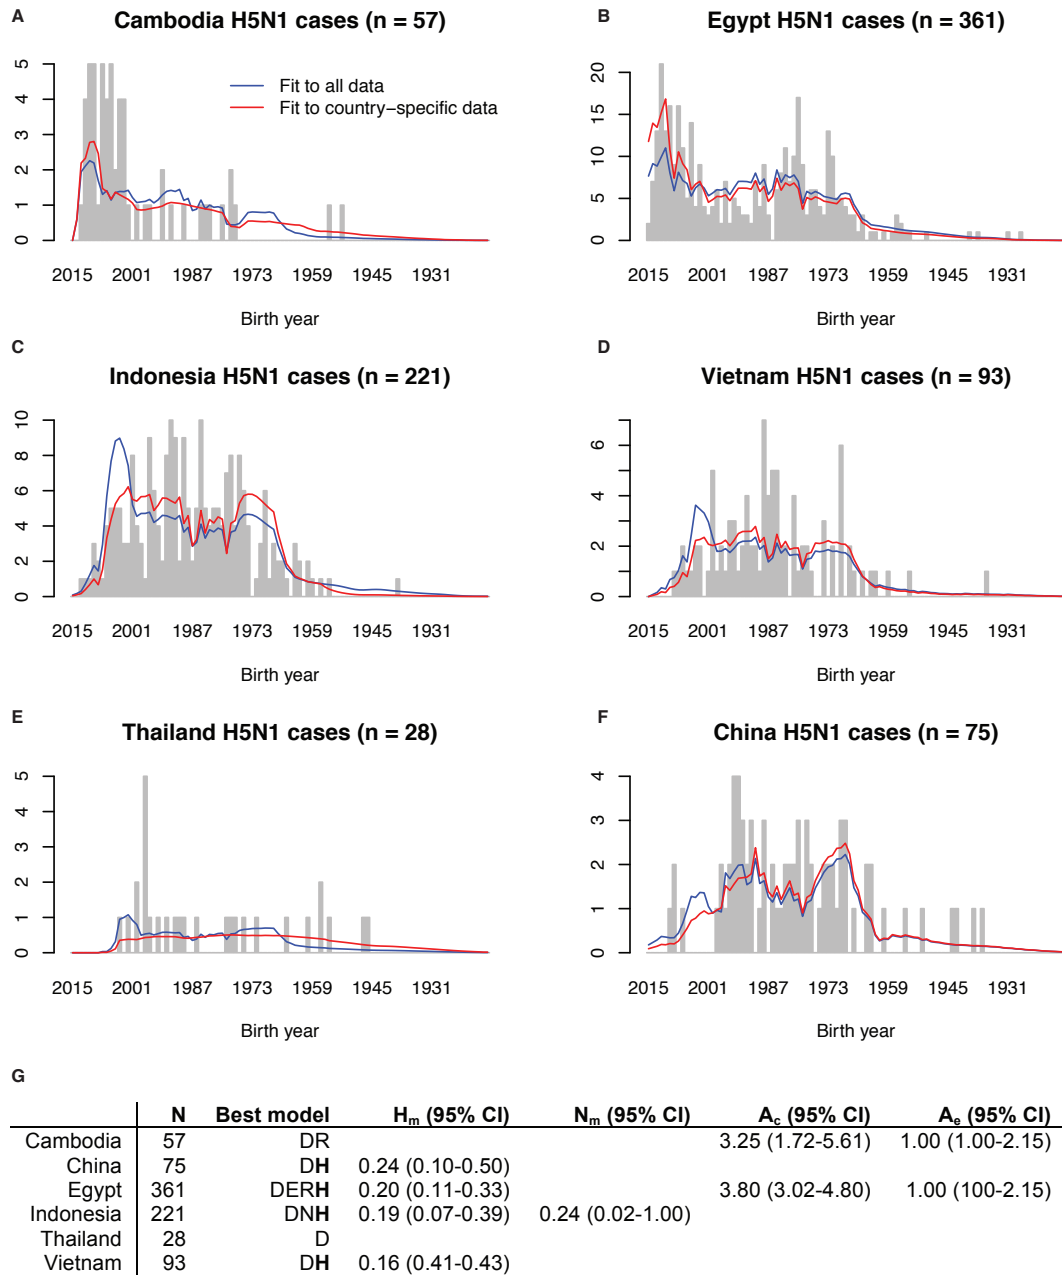 A
Cambodia H5N1 cases (n = 57)
5
4
3
2
1
0
Fit to all data
Fit to country−specific data
2015 2001 1987 1973 1959 1945 1931
Birth year
B
Egypt H5N1 cases (n = 361)
20
15
10
5
0
2015 2001 1987 1973 1959 1945 1931
Birth year
C
Indonesia H5N1 cases (n = 221)
10
8
6
4
2
0
2015 2001 1987 1973 1959 1945 1931
Birth year
D
Vietnam H5N1 cases (n = 93)
6
4
2
0
2015 2001 1987 1973 1959 1945 1931
Birth year
E
Thailand H5N1 cases (n = 28)
5
4
3
2
1
0
2015 2001 1987 1973 1959 1945 1931
Birth year
F
China H5N1 cases (n = 75)
4
3
2
1
0
2015 2001 1987 1973 1959 1945 1931
Birth year
G
N Best model Hm (95% CI) Nm (95% CI) Ac (95% CI) Ae (95% CI)
Cambodia 57 DR 3.25 (1.72-5.61) 1.00 (1.00-2.15)
China 75 DH 0.24 (0.10-0.50)
Egypt 361 DERH 0.20 (0.11-0.33) 3.80 (3.02-4.80) 1.00 (100-2.15)
Indonesia 221 DNH 0.19 (0.07-0.39) 0.24 (0.02-1.00)
Thailand 28 D
Vietnam 93 DH 0.16 (0.41-0.43)